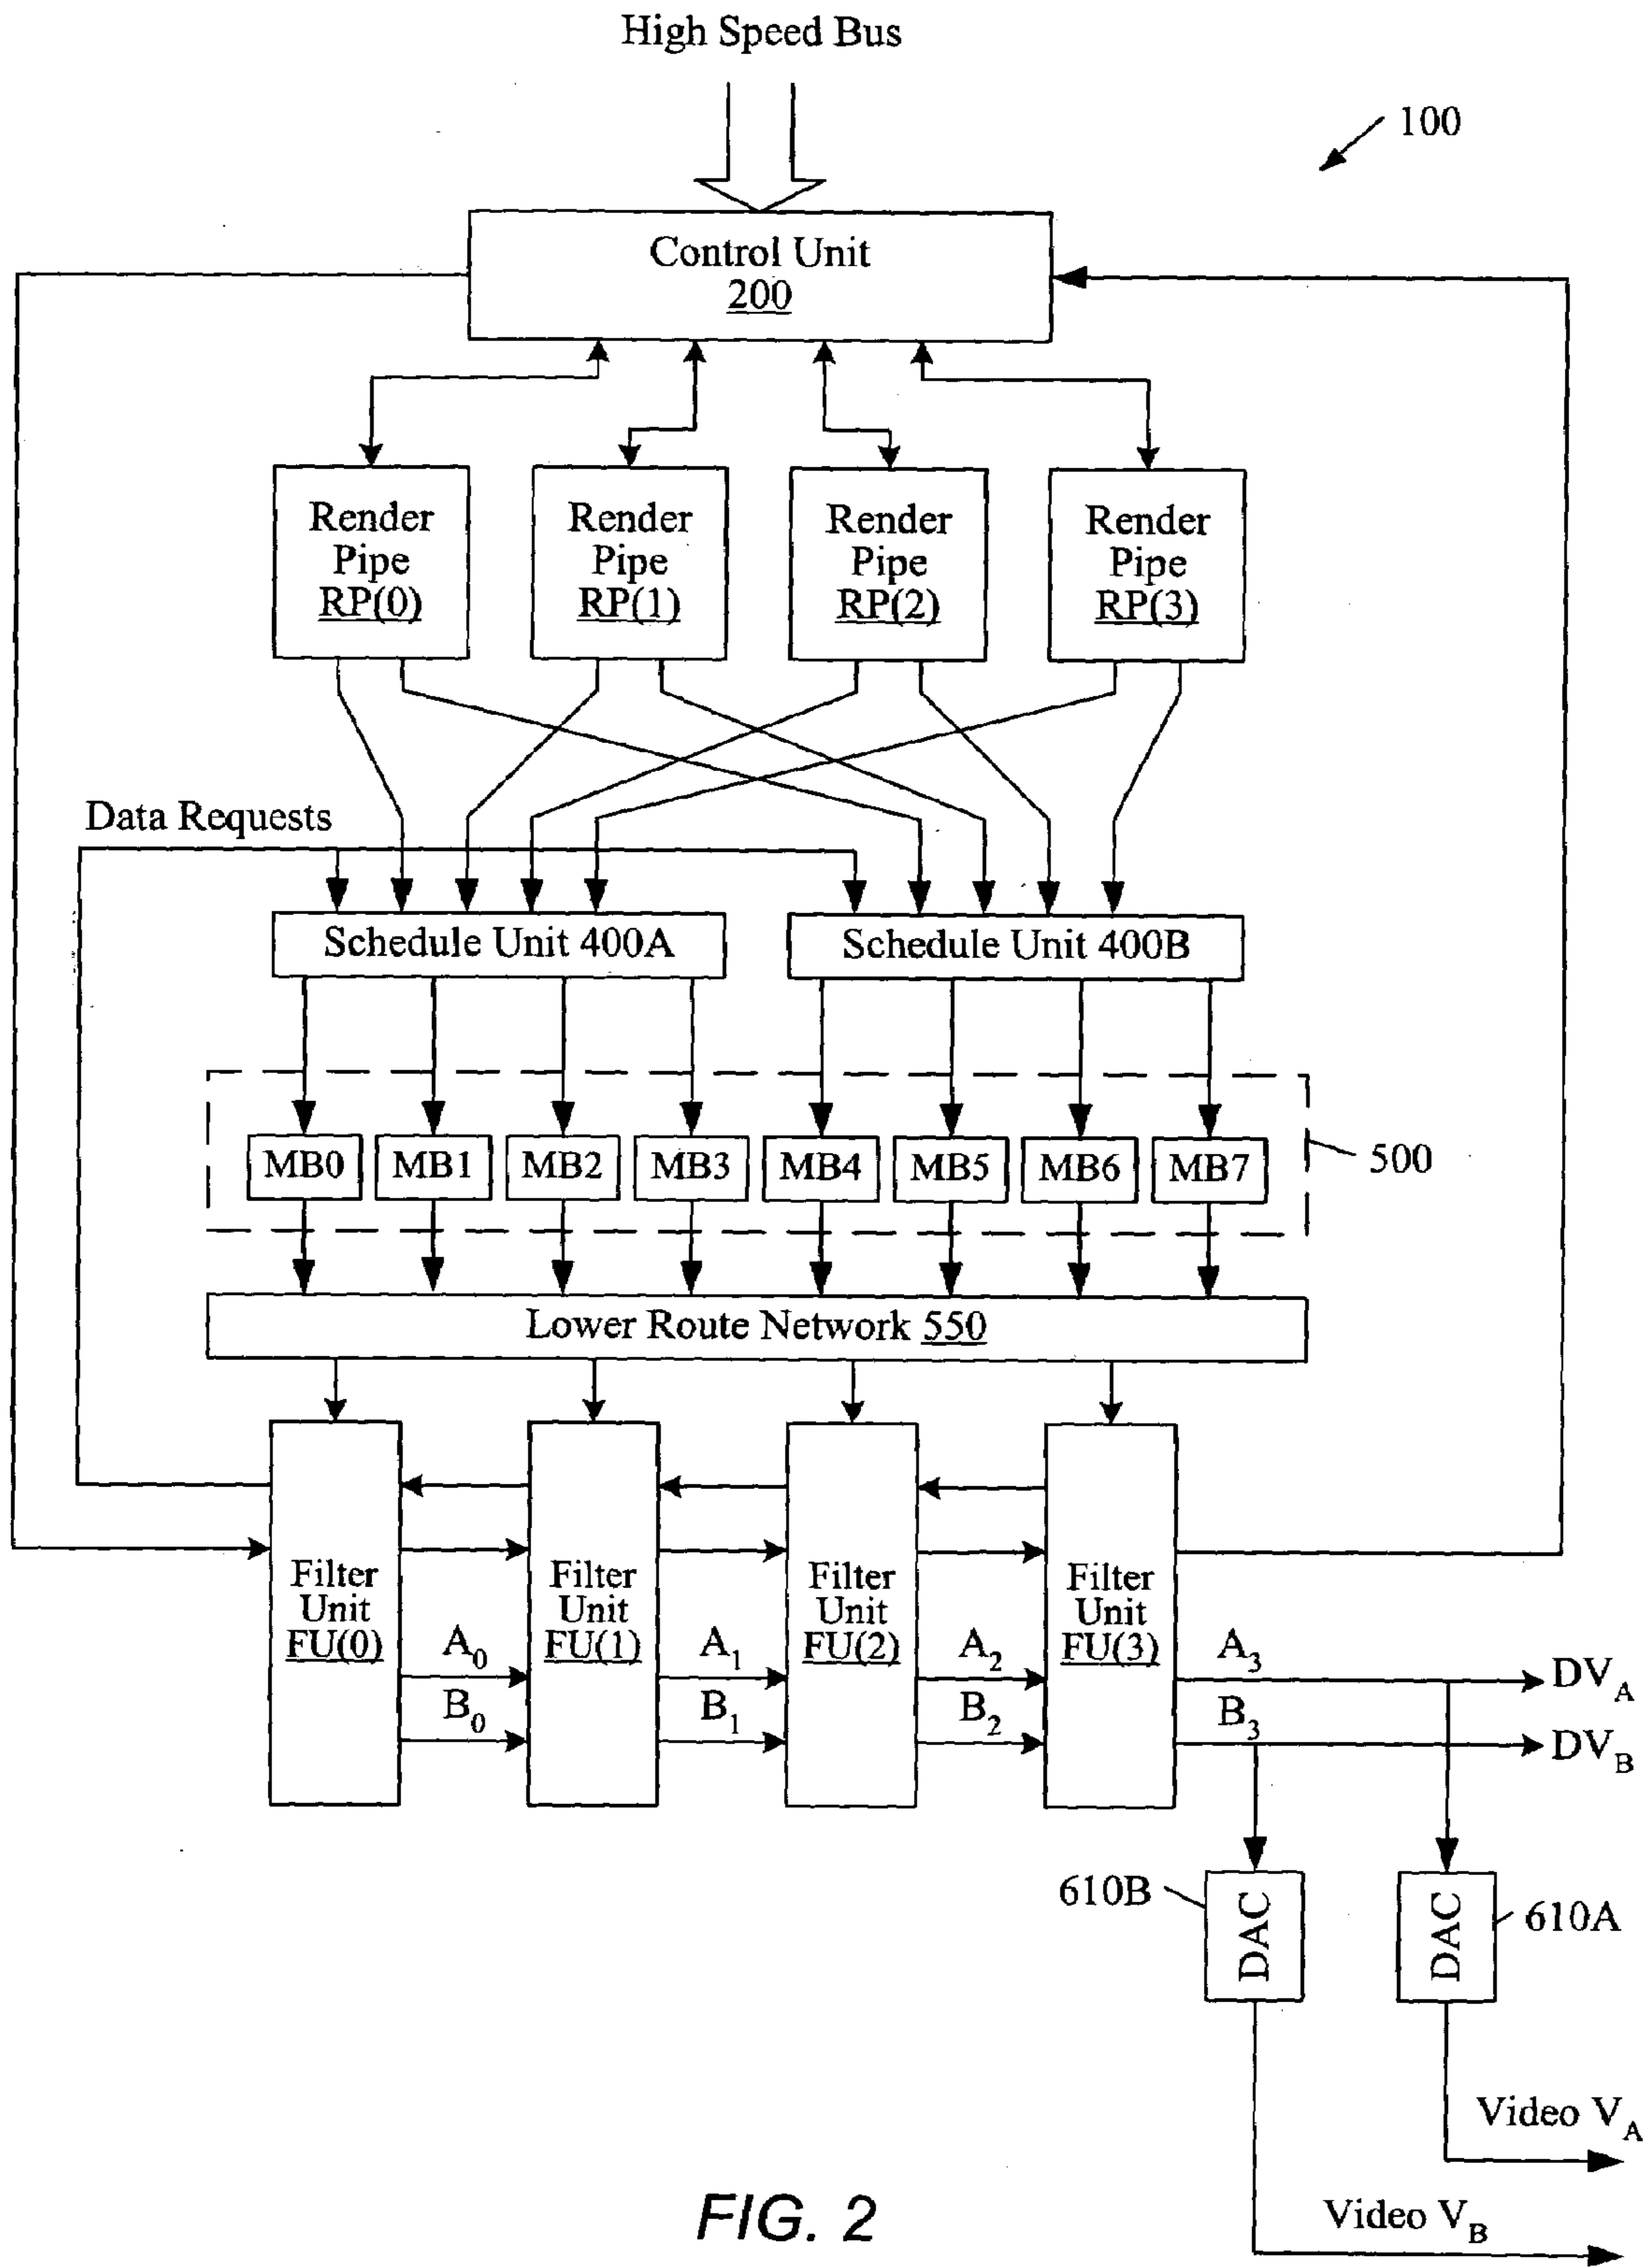 High Speed Bus
100
Control Unit
200
Render
Pipe
RP(0)
Render
Pipe
RP(1)
Render
Pipe
RP(2)
Render
Pipe
RP(3)
Data Requests
Schedule Unit 400A
Schedule Unit 400B
MB0
MB1
MB2
MB3
MB4
MB5
MB6
MB7
500
Lower Route Network 550
Filter
Unit
FU(0)
Filter
Unit
FU(1)
Filter
Unit
FU(2)
Filter
Unit
FU(3)
A0
A1
A2
A3
DVA
B0
B1
B2
B3
DVB
610B
DAC
DAC
610A
Video VA
Video VB
FIG. 2